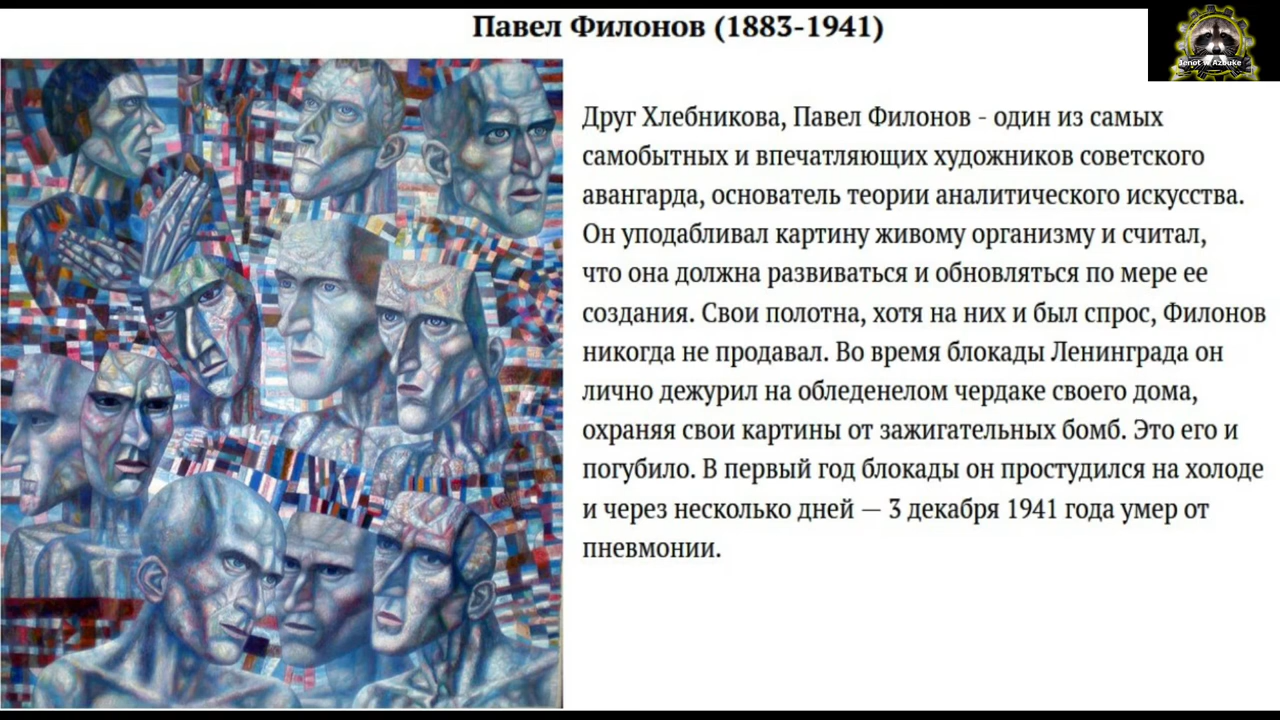 Павел Филонов (1883-1941)
Jenot w Azbuke
Друг Хлебникова, Павел Филонов - один из самых
самобытных и впечатляющих художников советского
авангарда, основатель теории аналитического искусства.
Он уподабливал картину живому организму и считал,
что она должна развиваться и обновляться по мере ее
создания. Свои полотна, хотя на них и был спрос, Филонов
никогда не продавал. Во время блокады Ленинграда он
лично дежурил на обледенелом чердаке своего дома,
охраняя свои картины от зажигательных бомб. Это его и
погубило. В первый год блокады он простудился на холоде
и через несколько дней — 3 декабря 1941 года умер от
пневмонии.